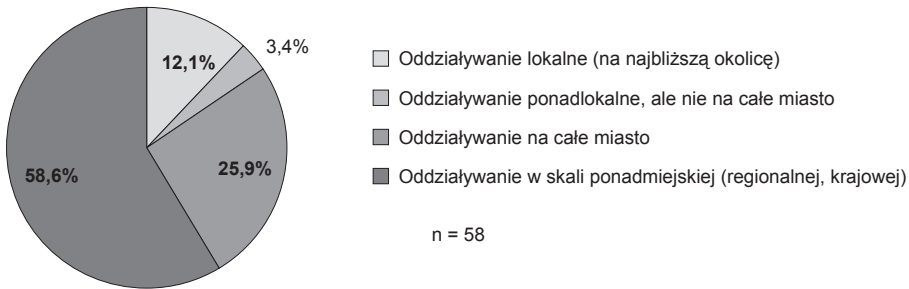 12,1%
3,4%
25,9%
58,6%
Oddziaływanie lokalne (na najbliższą okolicę)
Oddziaływanie ponadlokalne, ale nie na całe miasto
Oddziaływanie na całe miasto
Oddziaływanie w skali ponadmiejskiej (regionalnej, krajowej)
n = 58